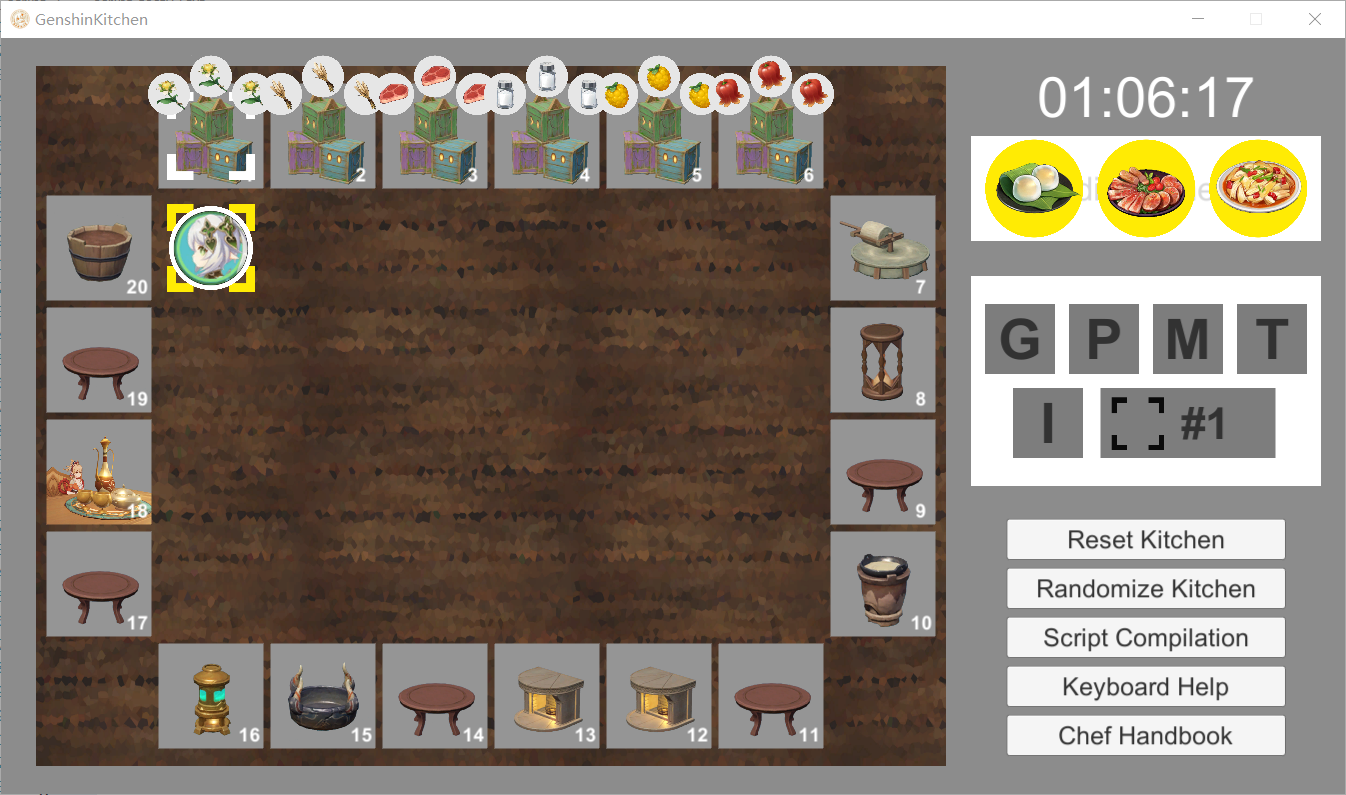 GenshinKitchen
01:06:17
2
3
4
5
6
20
7
19
8
18
9
17
10
16
15
14
13
12
11
G P M T
I #1
Reset Kitchen
Randomize Kitchen
Script Compilation
Keyboard Help
Chef Handbook